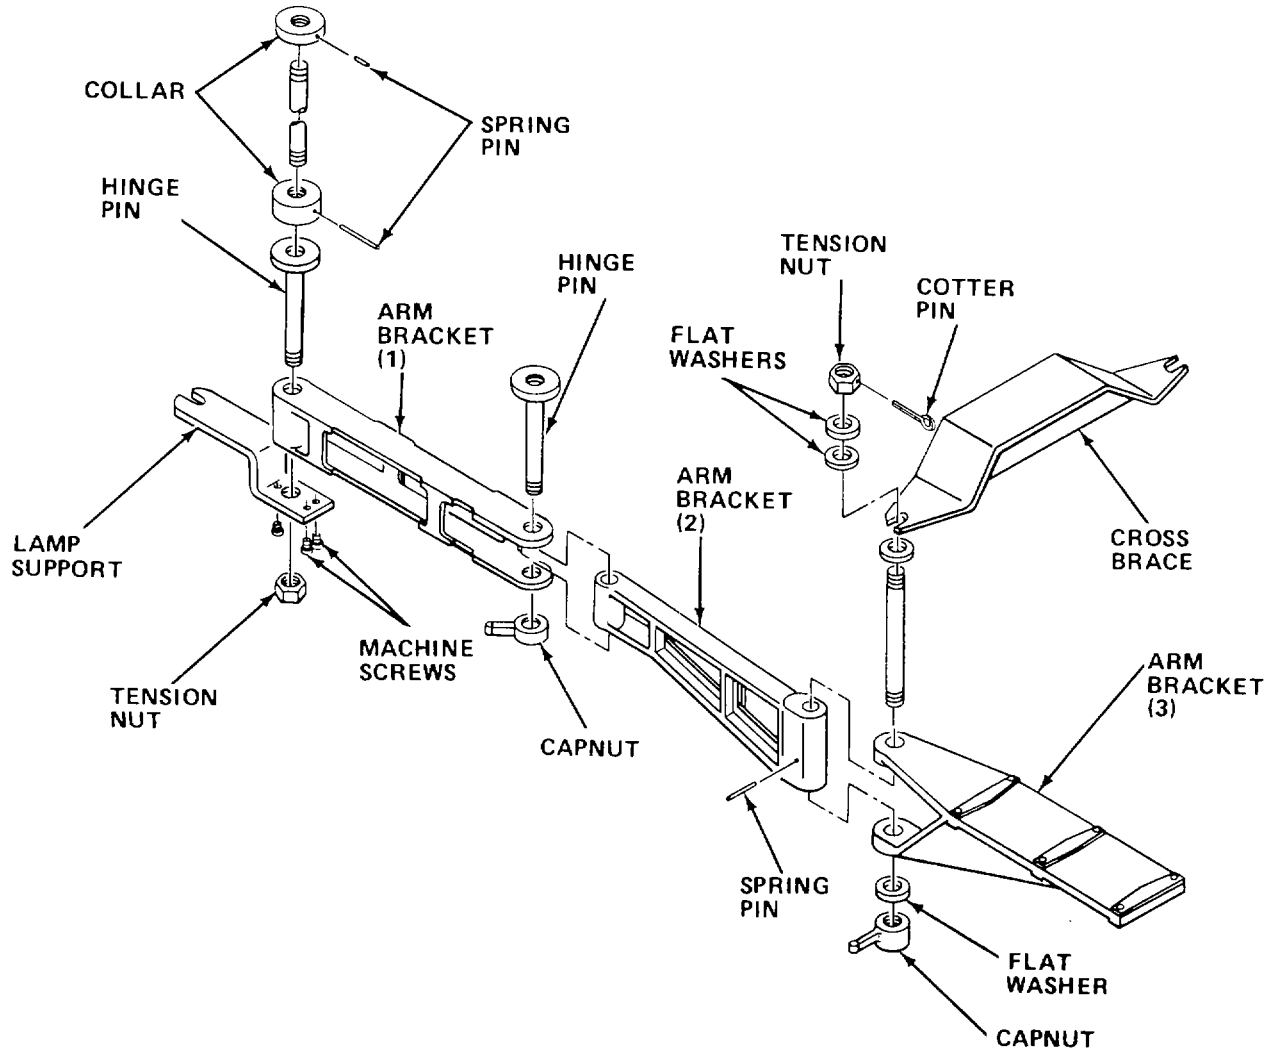 COLLAR
SPRING
PIN
HINGE
PIN
TENSION
NUT
HINGE
PIN
COTTER
PIN
ARM
BRACKET
(1)
FLAT
WASHERS
ARM
BRACKET
(2)
LAMP
SUPPORT
CROSS
BRACE
MACHINE
SCREWS
ARM
BRACKET
(3)
TENSION
NUT
CAPNUT
SPRING
PIN
FLAT
WASHER
CAPNUT